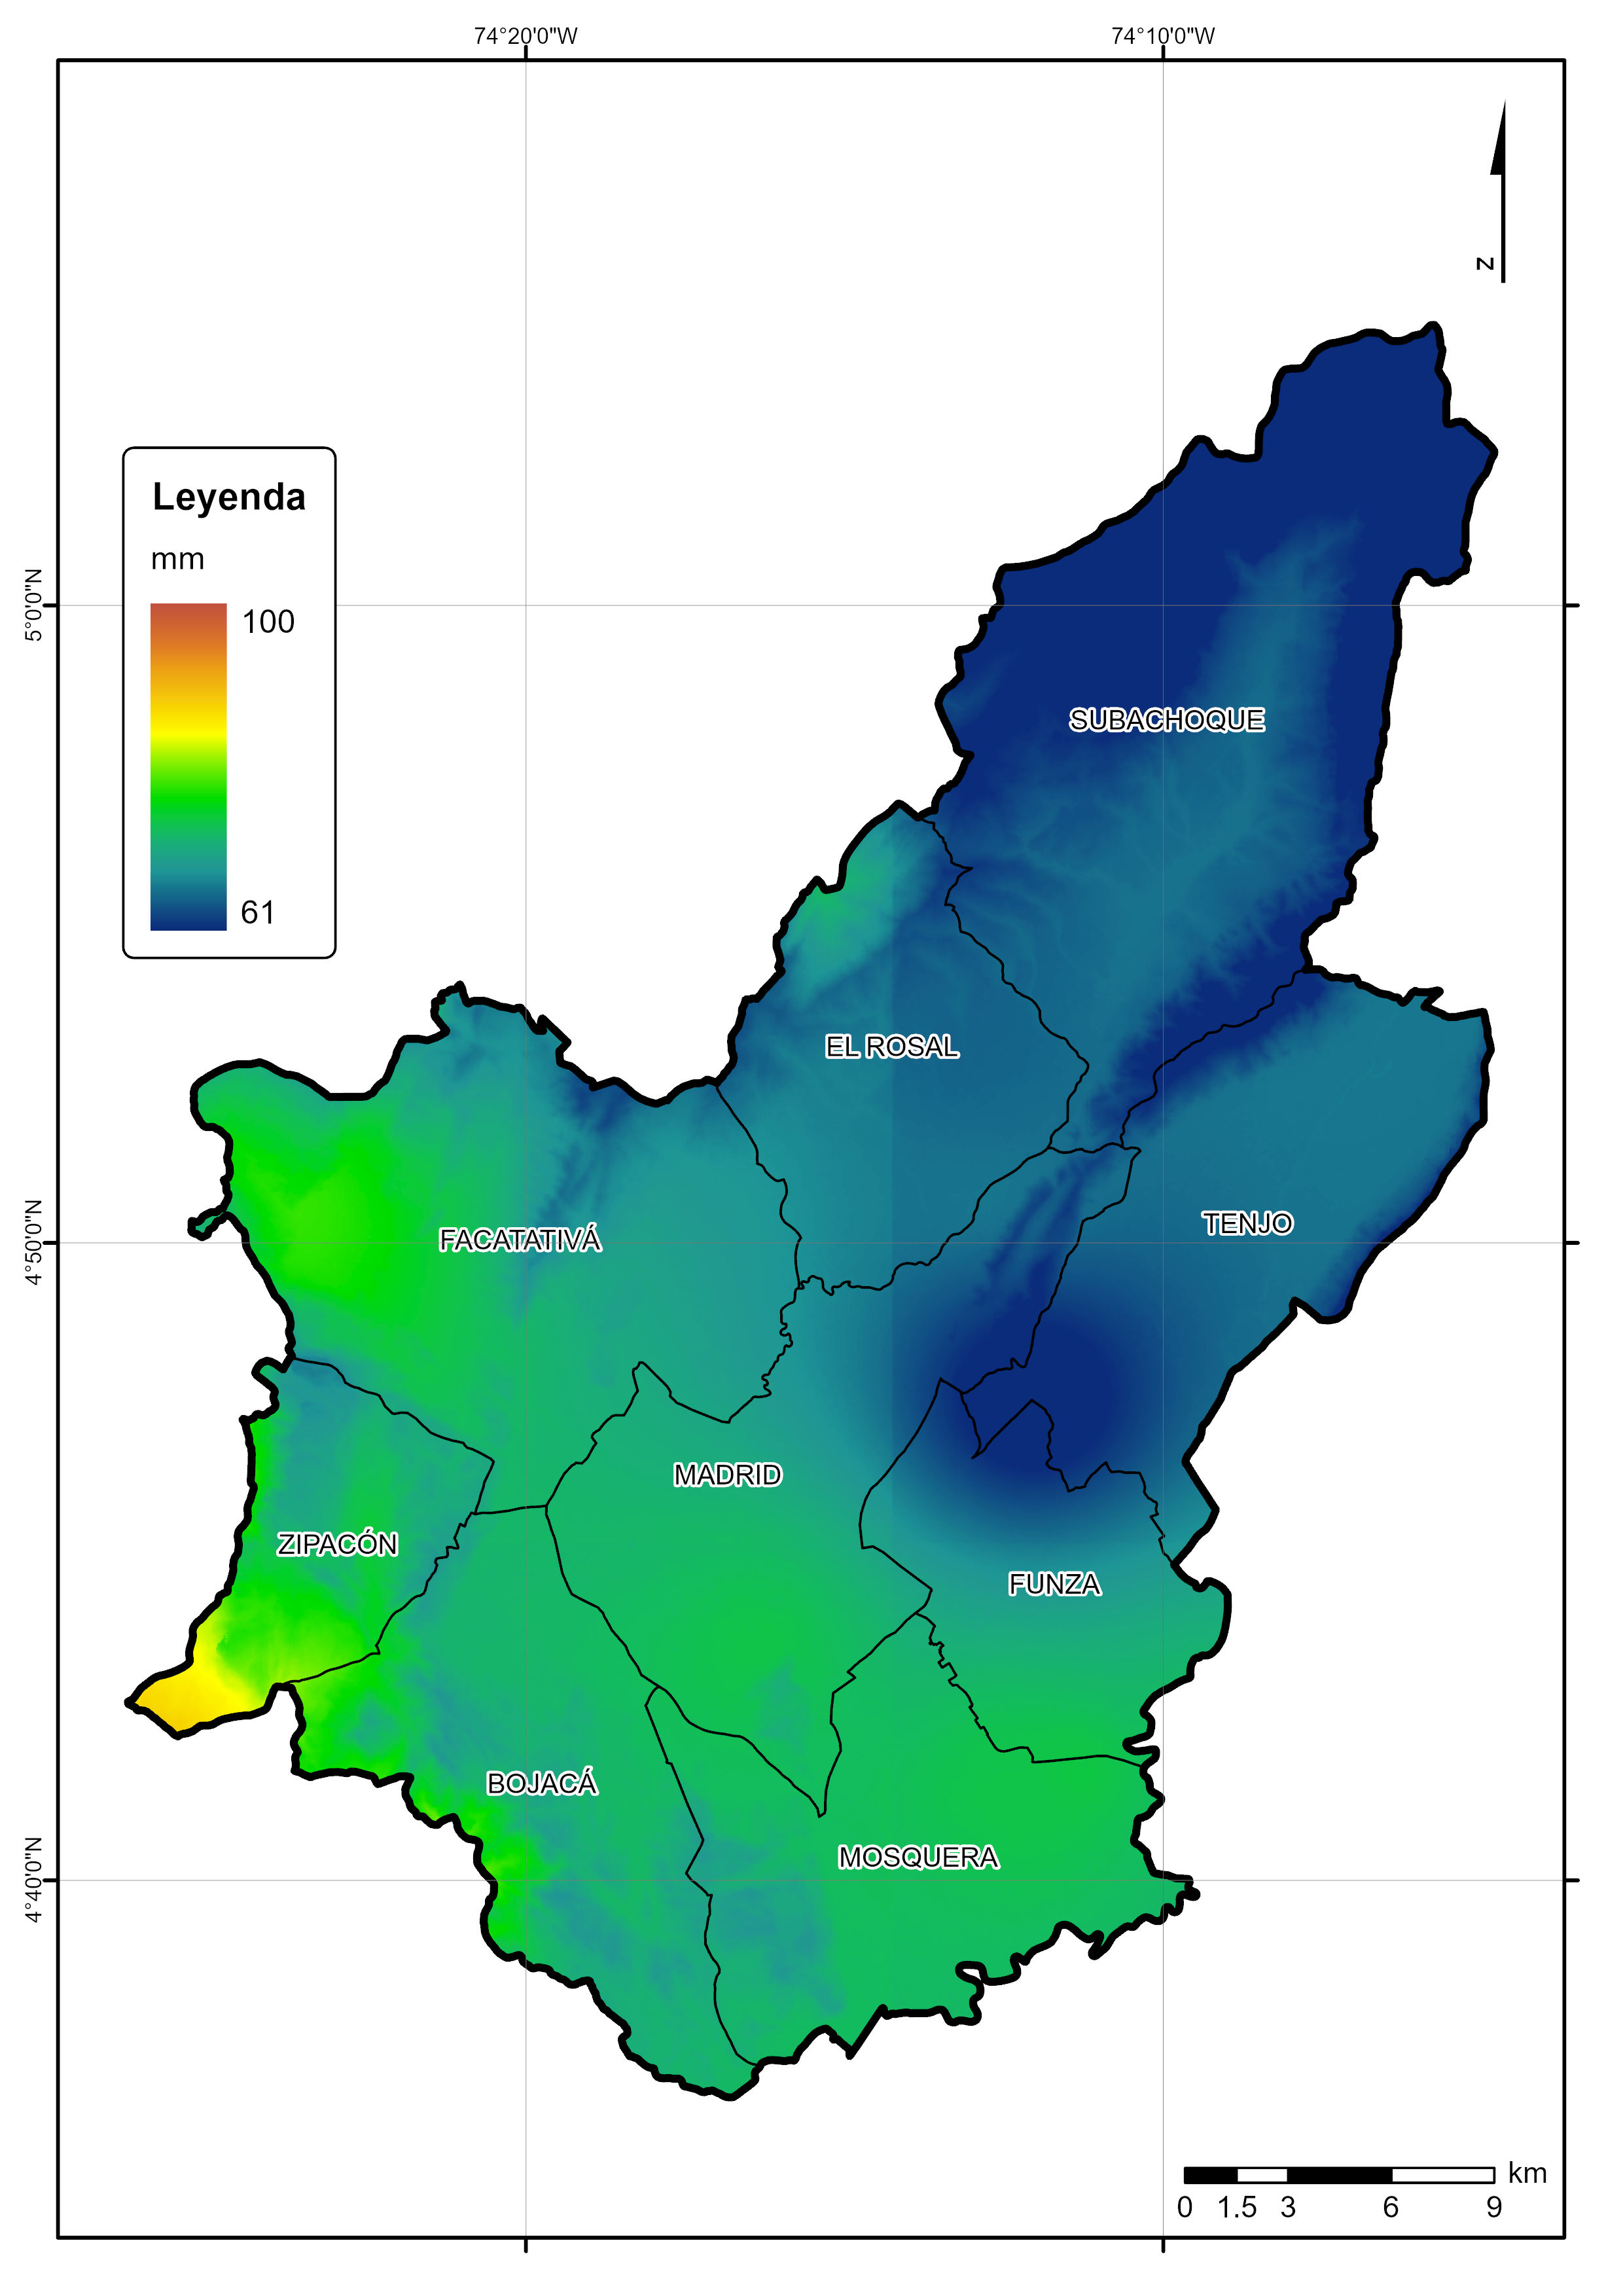 74°20'0"W
74°10'0"W
N
Leyenda
mm
100
61
5°0'0"N
SUBACHOQUE
EL ROSAL
TENJO
4°50'0"N
FACATATIVÁ
MADRID
ZIPACÓN
FUNZA
BOJACÁ
MOSQUERA
4°40'0"N
km
0 1.5 3 6 9